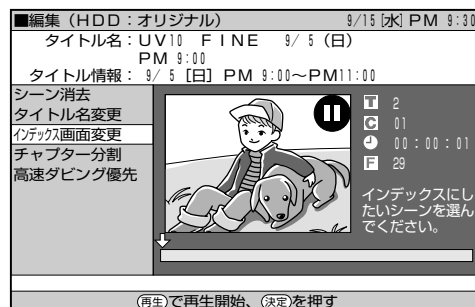 ■編集（HDD：オリジナル） 9/15[水] PM 9:30
タイトル名：UV10 FINE 9/ 5（日）
PM 9:00
タイトル情報：9/ 5 [日] PM 9:00〜PM11:00
シーン消去
タイトル名変更
インデックス画面変更
チャプター分割
高速ダビング優先
T 2
C 01
00：00：01
F 29
インデックスにし
たいシーンを選ん
でください。
再生で再生開始、決定を押す